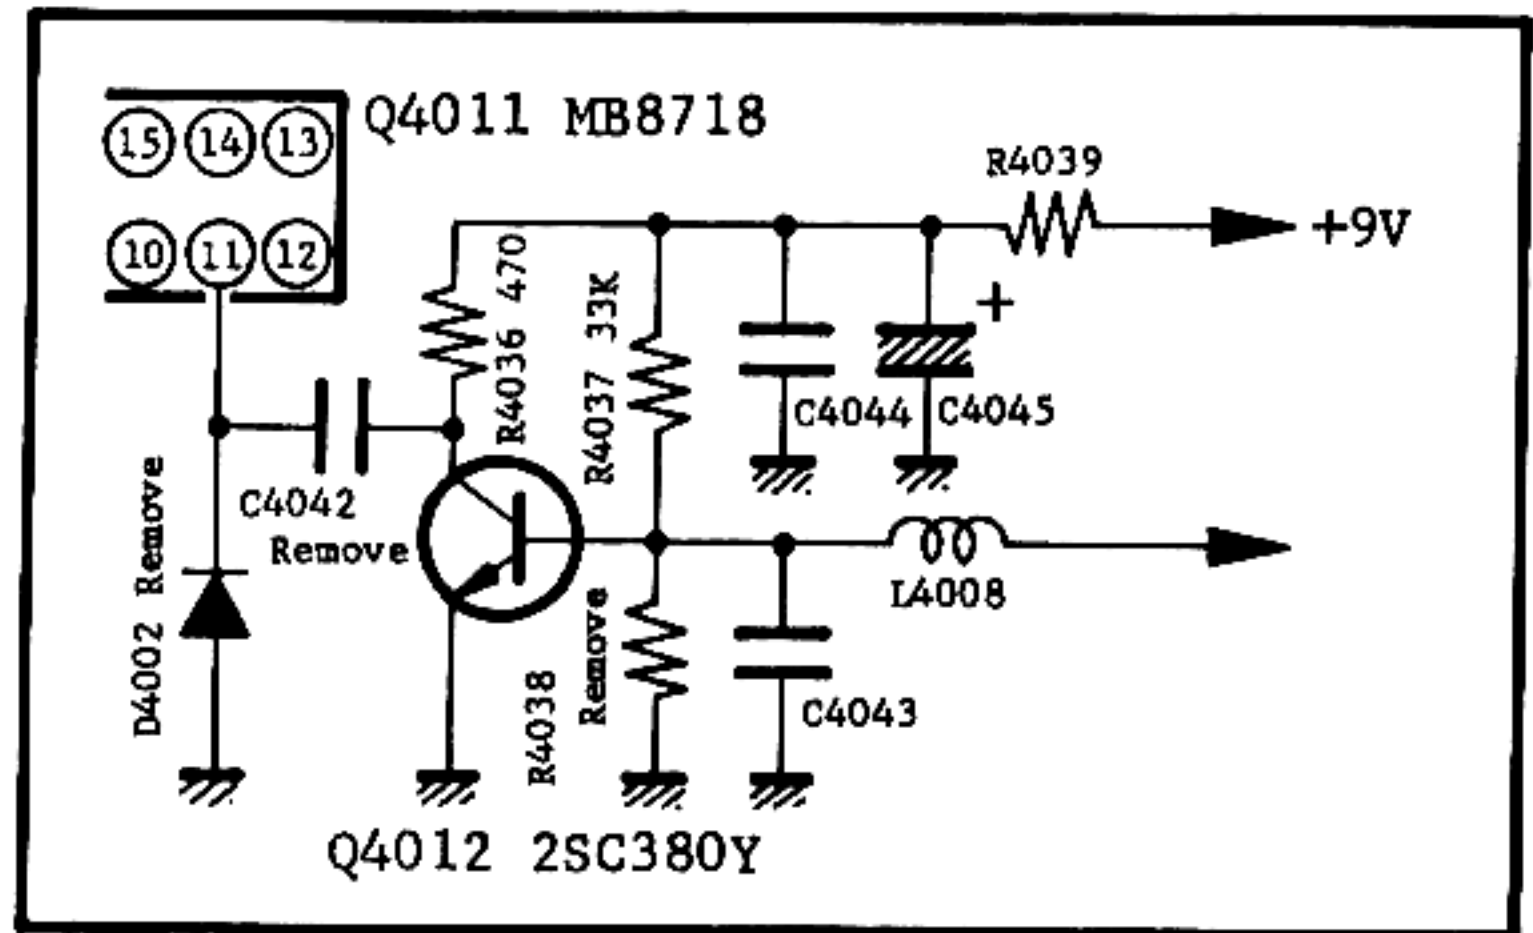 Q4011 MB8718
15 14 13
10 11 12
R4039
+9V
R4036 470
R4037 33K
+
C4044
C4045
C4042
Remove
D4002 Remove
L4008
R4038
Remove
C4043
Q4012 2SC380Y